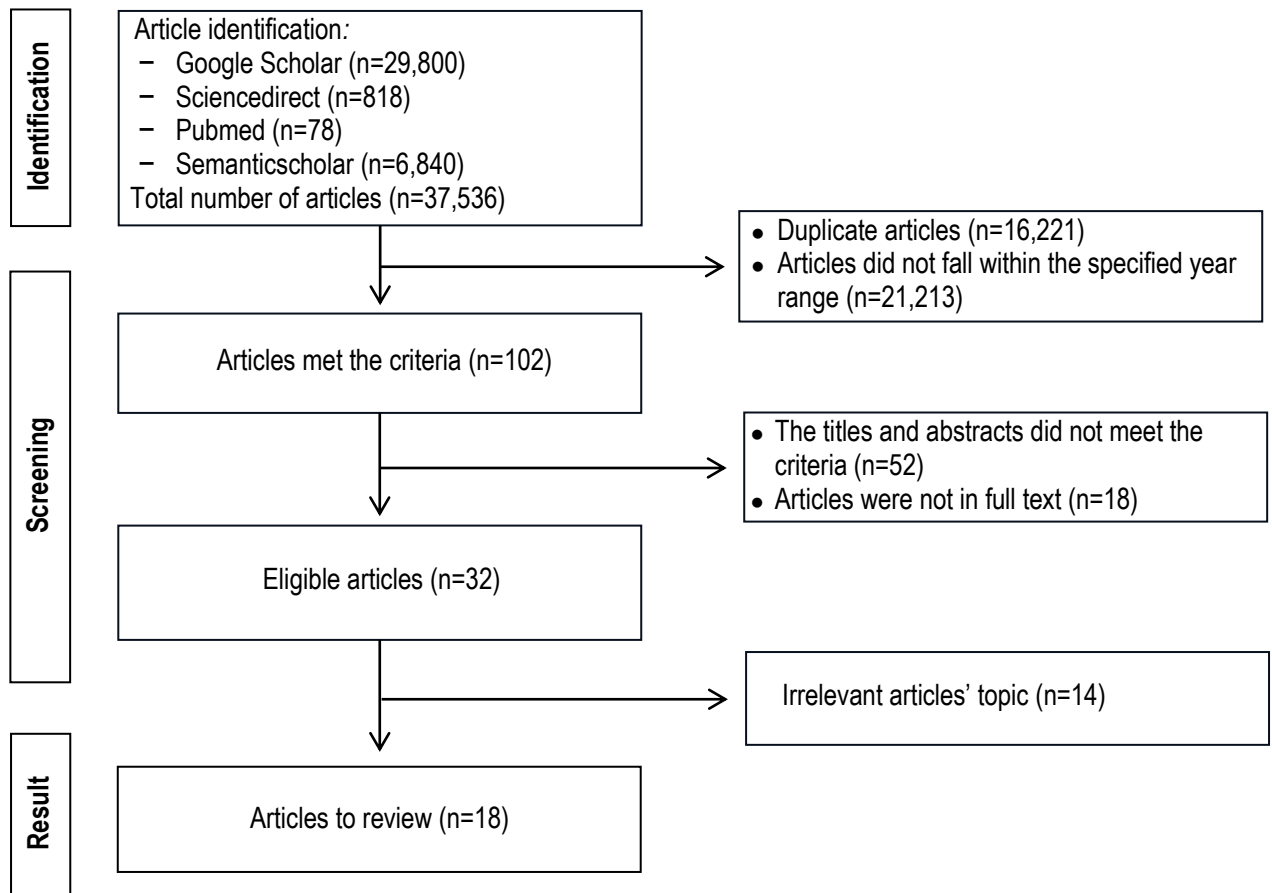 Identification
Article identification:
− Google Scholar (n=29,800)
− Sciencedirect (n=818)
− Pubmed (n=78)
− Semanticscholar (n=6,840)
Total number of articles (n=37,536)
● Duplicate articles (n=16,221)
● Articles did not fall within the specified year
range (n=21,213)
Screening
Articles met the criteria (n=102)
● The titles and abstracts did not meet the
criteria (n=52)
● Articles were not in full text (n=18)
Eligible articles (n=32)
Irrelevant articles’ topic (n=14)
Result
Articles to review (n=18)